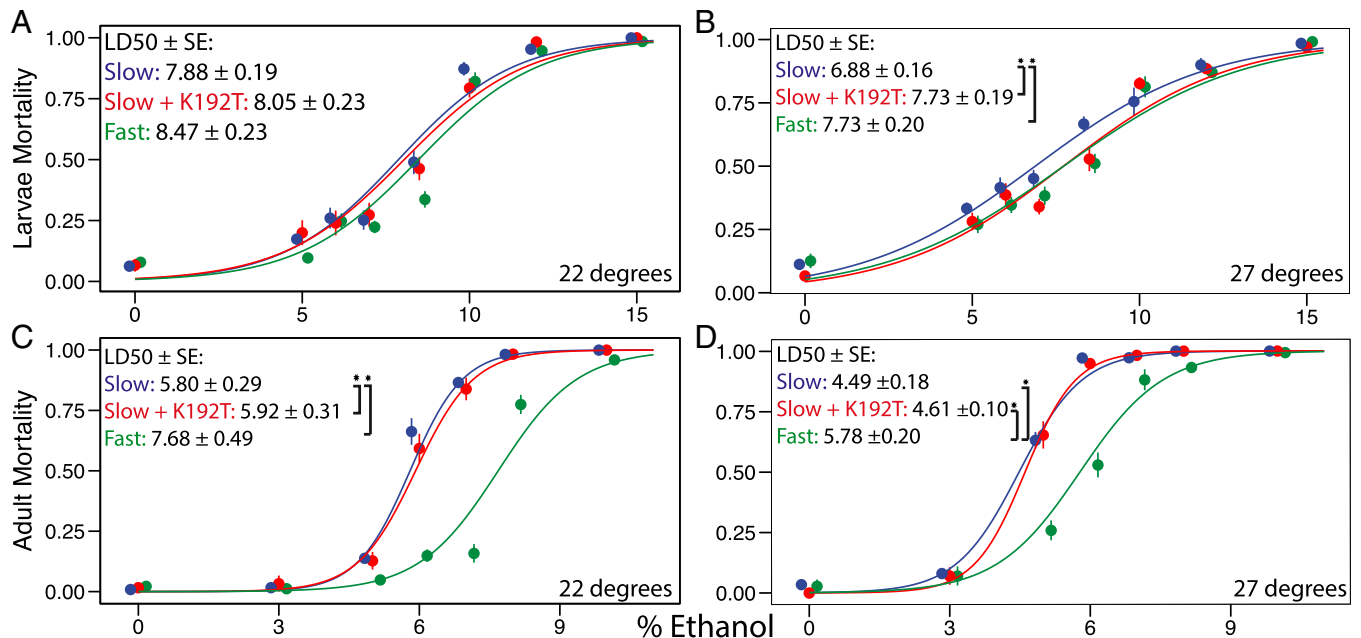 A
Larvae Mortality
1.00
0.75
0.50
0.25
0.00
LD50 ± SE:
Slow: 7.88 ± 0.19
Slow + K192T: 8.05 ± 0.23
Fast: 8.47 ± 0.23
22 degrees
0 5 10 15
B
1.00
0.75
0.50
0.25
0.00
LD50 ± SE:
Slow: 6.88 ± 0.16
Slow + K192T: 7.73 ± 0.19
Fast: 7.73 ± 0.20
* *
27 degrees
0 5 10 15
C
Adult Mortality
1.00
0.75
0.50
0.25
0.00
LD50 ± SE:
Slow: 5.80 ± 0.29
Slow + K192T: 5.92 ± 0.31
Fast: 7.68 ± 0.49
* *
22 degrees
0 3 6 9
D
1.00
0.75
0.50
0.25
0.00
LD50 ± SE:
Slow: 4.49 ±0.18
Slow + K192T: 4.61 ±0.10
Fast: 5.78 ±0.20
*
*
27 degrees
0 3 6 9
% Ethanol